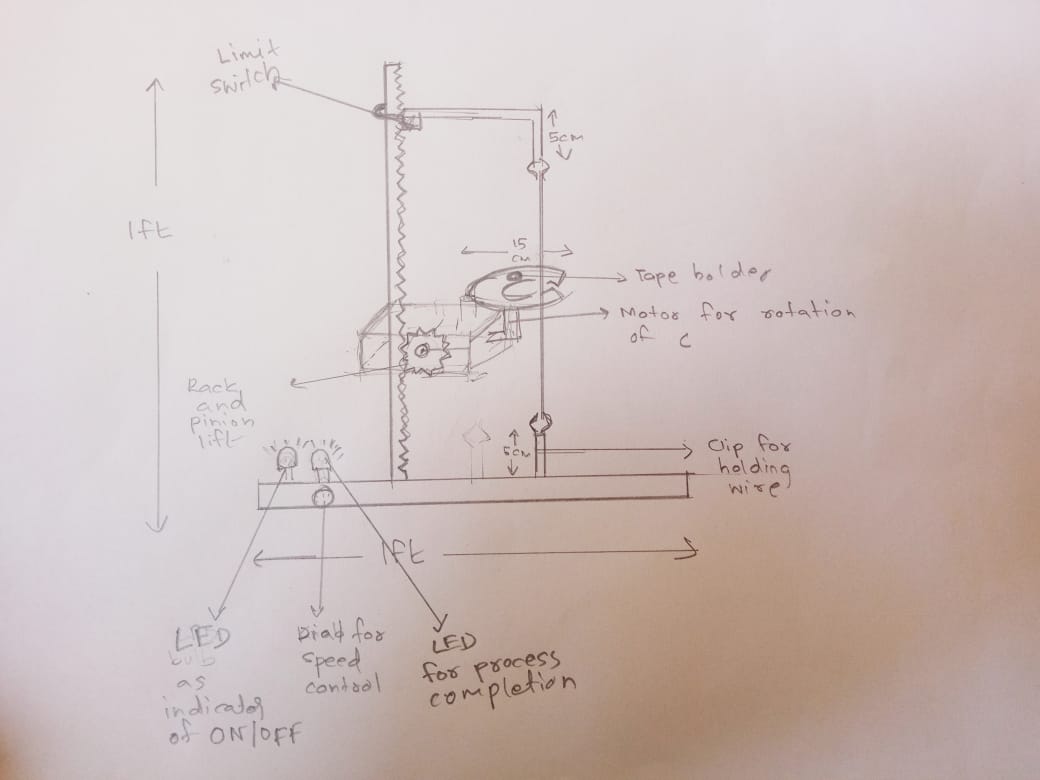 Limit
switch
5cm
1ft
15
cm
Tape holder
Motor for rotation
of C
Rack
and
pinion
lift
5cm
Clip for
holding
wire
1ft
LED
bulb
as
indicator
of ON/OFF
Dial for
speed
control
LED
for process
completion